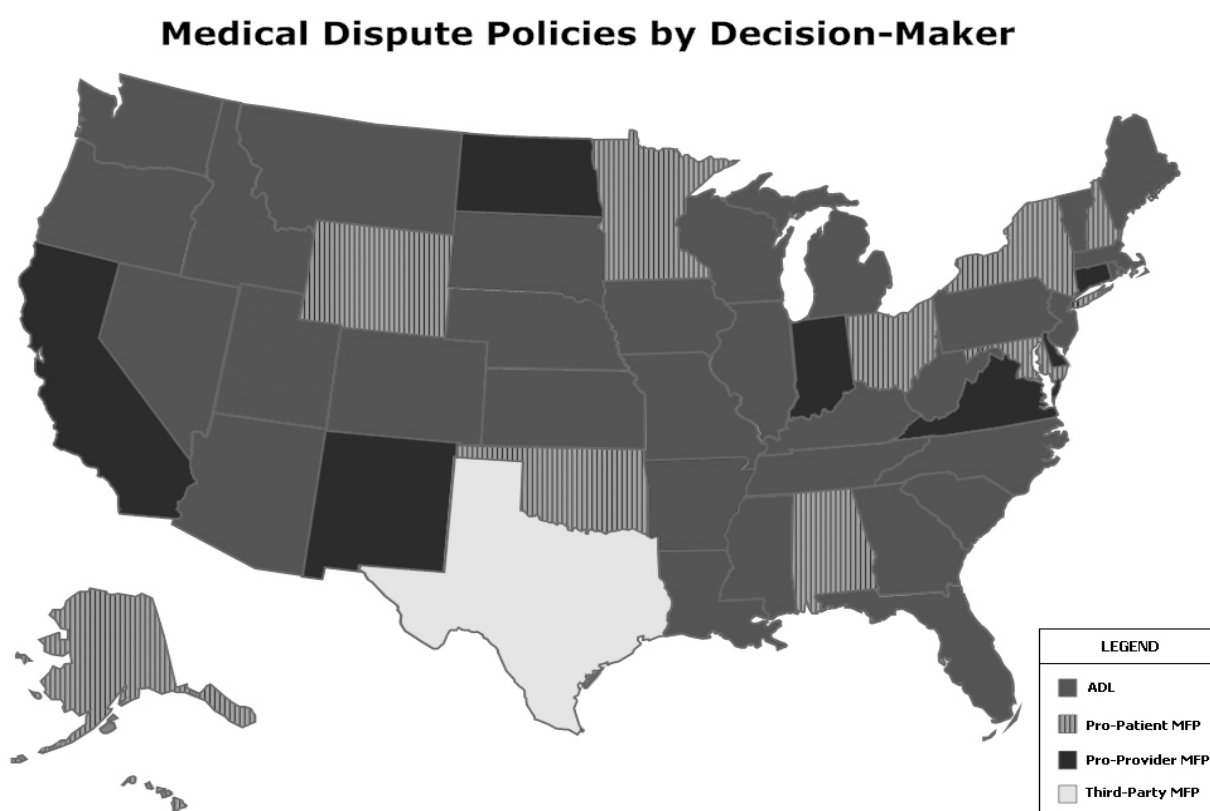 Medical Dispute Policies by Decision-Maker
LEGEND
ADL
Pro-Patient MFP
Pro-Provider MFP
Third-Party MFP